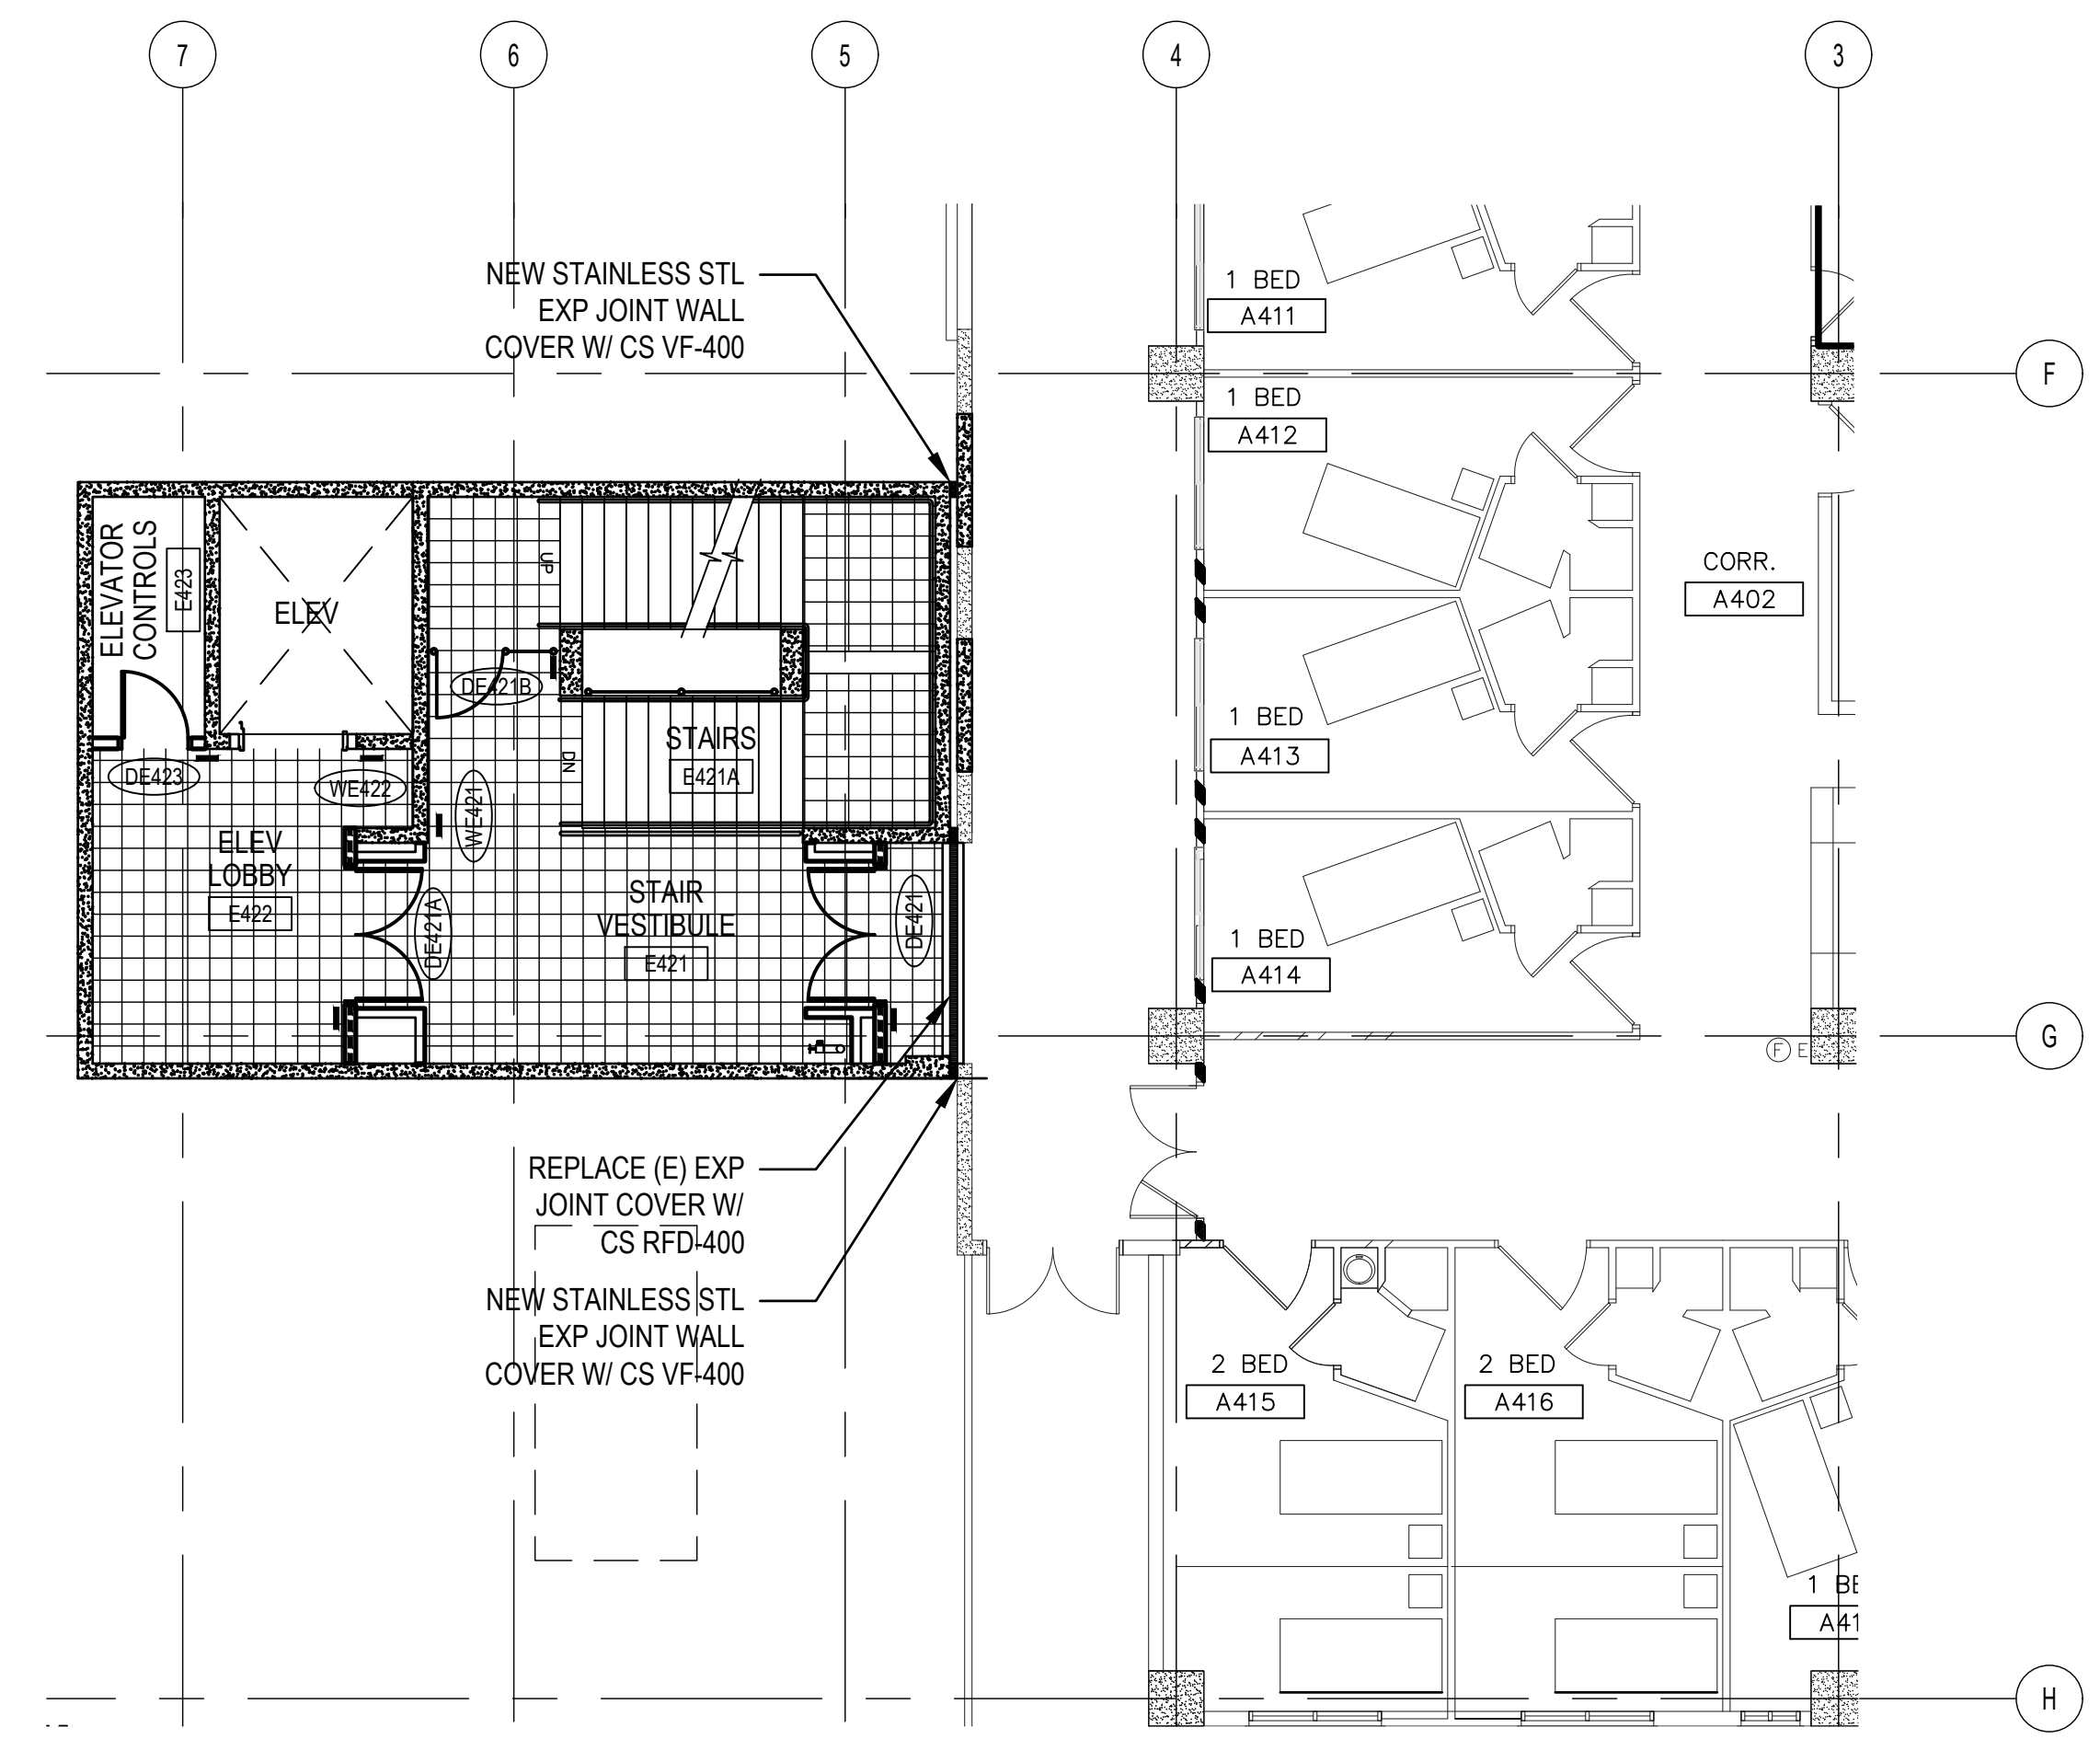 7
6
5
4
3
NEW STAINLESS STL
EXP JOINT WALL
COVER W/ CS VF-400
1 BED
A411
F
1 BED
A412
ELEVATOR
CONTROLS
E423
UP
ELEV
CORR.
A402
DE421B
1 BED
A413
STAIRS
E421A
DN
DE423
WE422
WE421
ELEV
LOBBY
E422
DE421A
STAIR
VESTIBULE
E421
DE421
1 BED
A414
G
F E
REPLACE (E) EXP
JOINT COVER W/
CS RFD-400
NEW STAINLESS STL
EXP JOINT WALL
COVER W/ CS VF-400
2 BED
A415
2 BED
A416
1 BE
A41
H